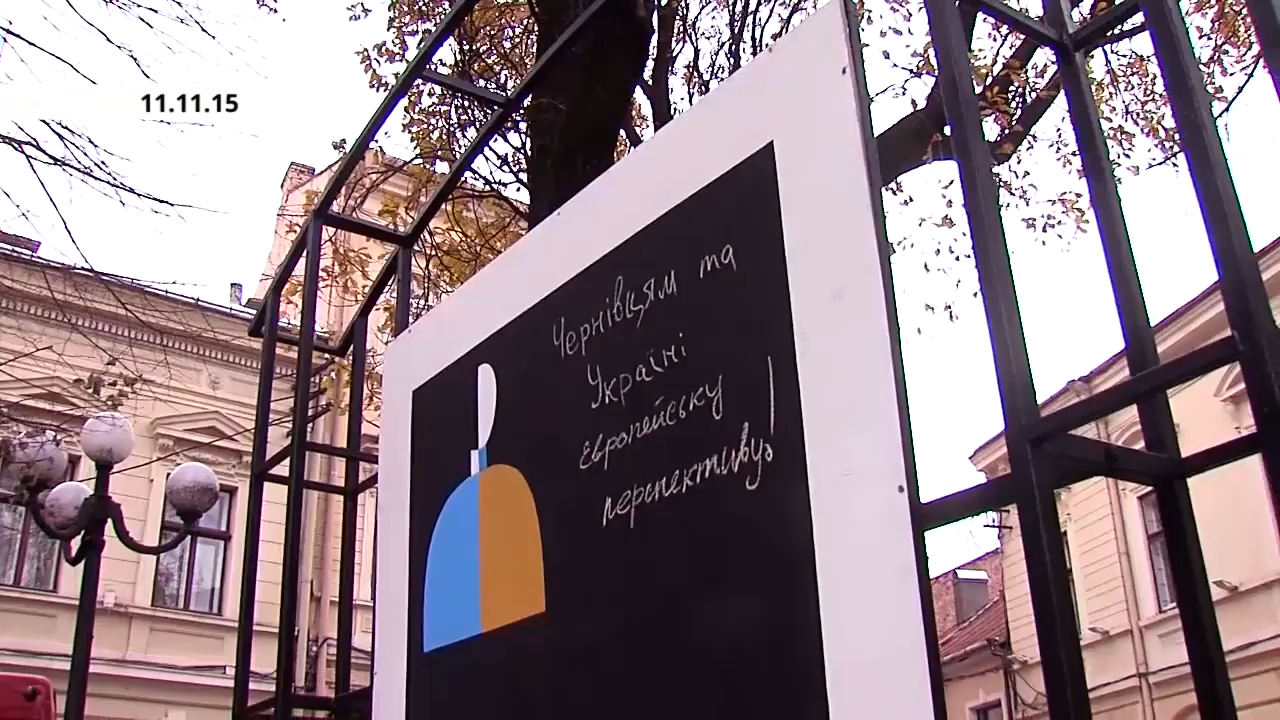 11.11.15
Чернівцям та
Україні
європейську
перспективу!